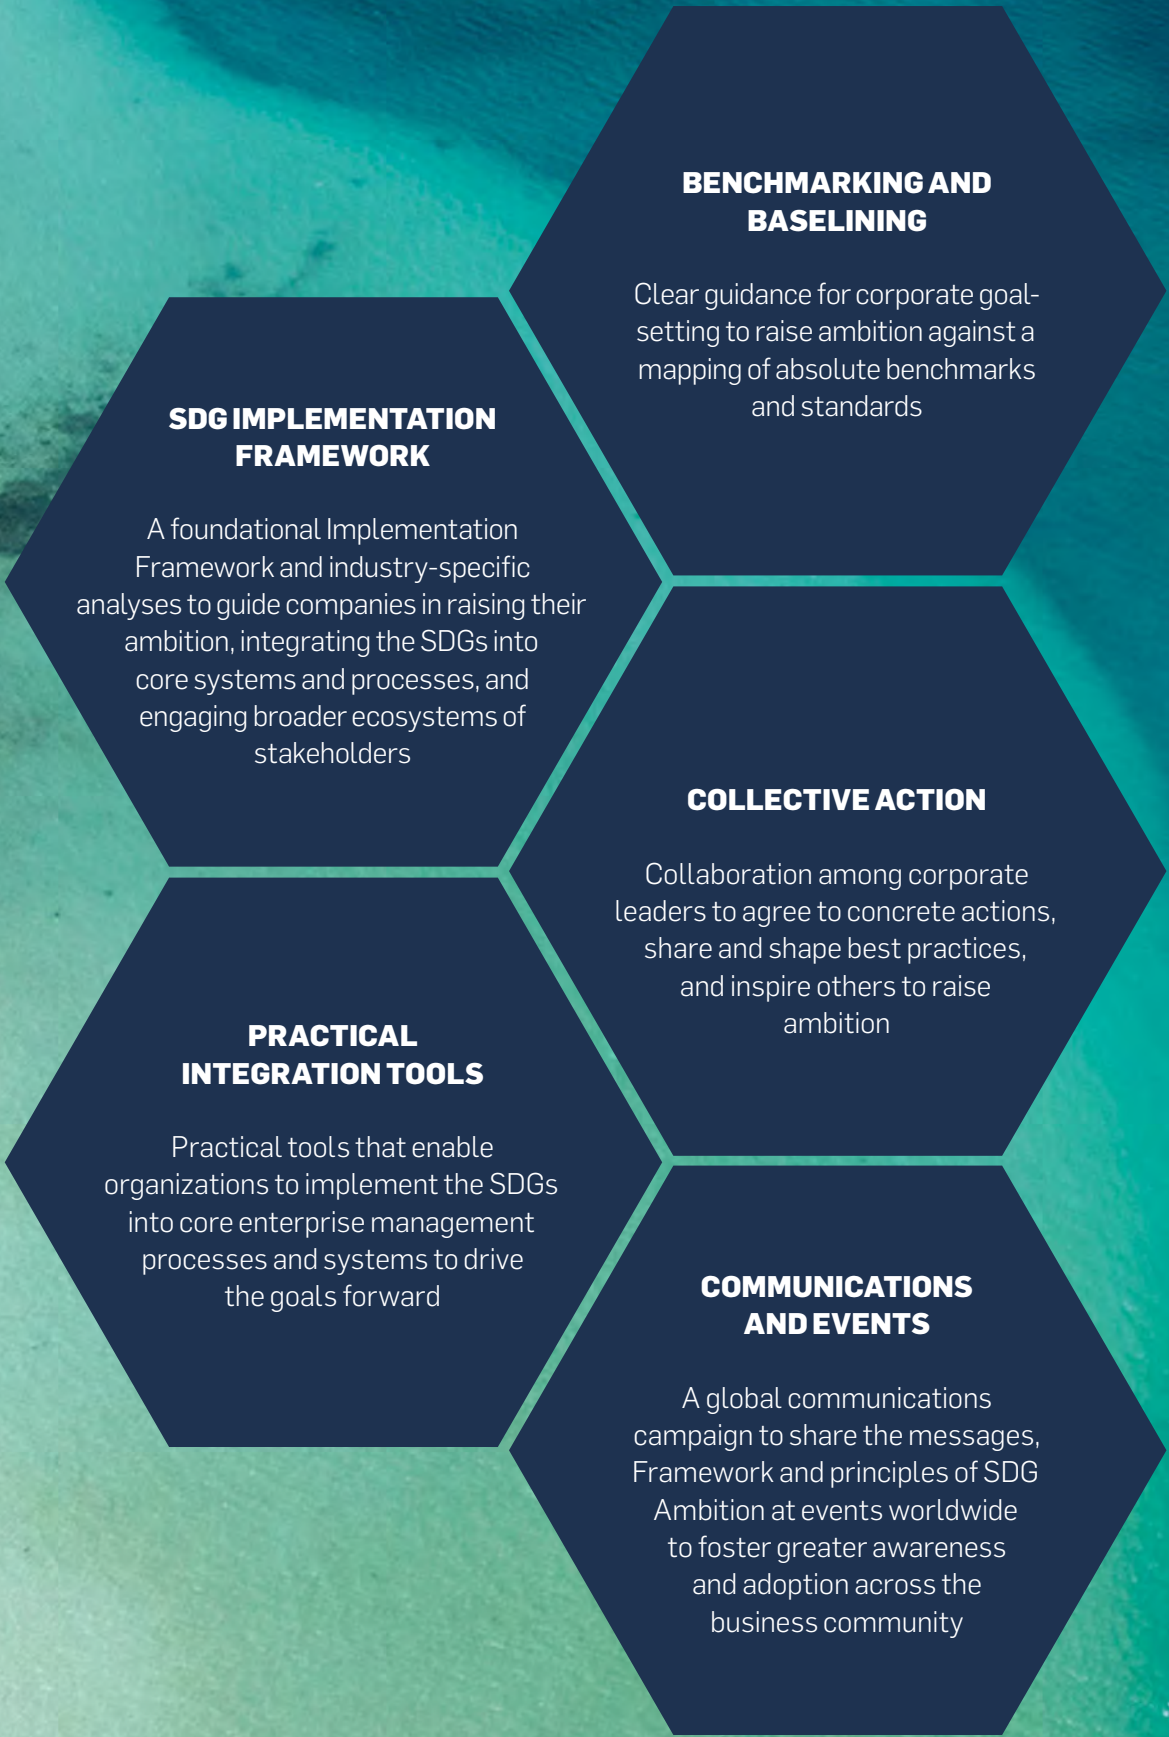 BENCHMARKING AND
BASELINING
Clear guidance for corporate goal-
setting to raise ambition against a
mapping of absolute benchmarks
and standards
SDG IMPLEMENTATION
FRAMEWORK
A foundational Implementation
Framework and industry-specific
analyses to guide companies in raising their
ambition, integrating the SDGs into
core systems and processes, and
engaging broader ecosystems of
stakeholders
COLLECTIVE ACTION
Collaboration among corporate
leaders to agree to concrete actions,
share and shape best practices,
and inspire others to raise
ambition
PRACTICAL
INTEGRATION TOOLS
Practical tools that enable
organizations to implement the SDGs
into core enterprise management
processes and systems to drive
the goals forward
COMMUNICATIONS
AND EVENTS
A global communications
campaign to share the messages,
Framework and principles of SDG
Ambition at events worldwide
to foster greater awareness
and adoption across the
business community